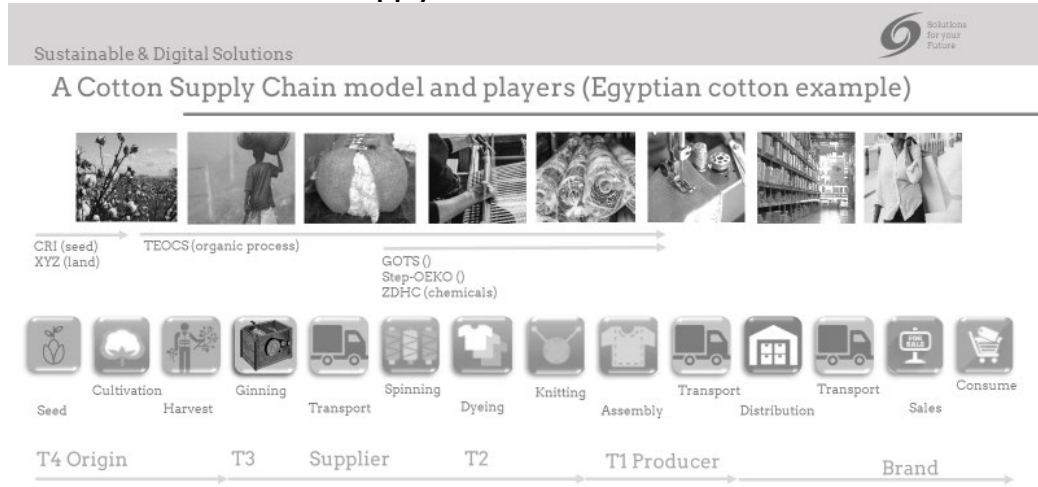 Solutions
for your
Future
Sustainable & Digital Solutions
A Cotton Supply Chain model and players (Egyptian cotton example)
CRI (seed)
XYZ (land)
TEOCS (organic process)
GOTS ()
Step-OEKO ()
ZDHC (chemicals)
FOR
SALE
Seed
Cultivation
Harvest
Ginning
Transport
Spinning
Dyeing
Knitting
Assembly
Transport
Distribution
Transport
Sales
Consume
T4 Origin
T3
Supplier
T2
T1 Producer
Brand